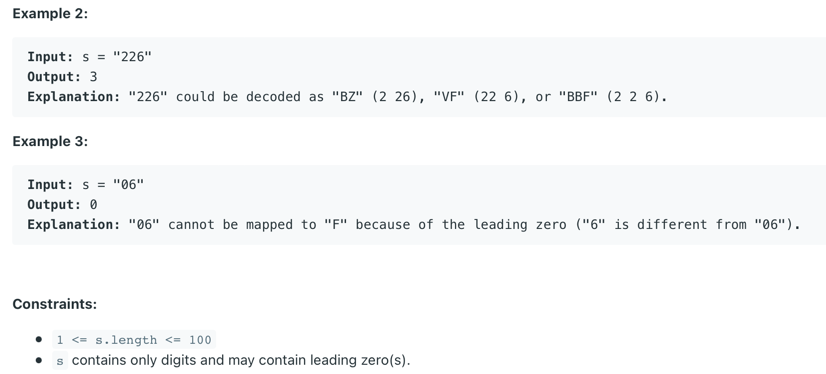 Example 2:
Input: s = "226"
Output: 3
Explanation: "226" could be decoded as "BZ" (2 26), "VF" (22 6), or "BBF" (2 2 6).
Example 3:
Input: s = "06"
Output: 0
Explanation: "06" cannot be mapped to "F" because of the leading zero ("6" is different from "06").
Constraints:
• 1 <= s.length <= 100
• s contains only digits and may contain leading zero(s).